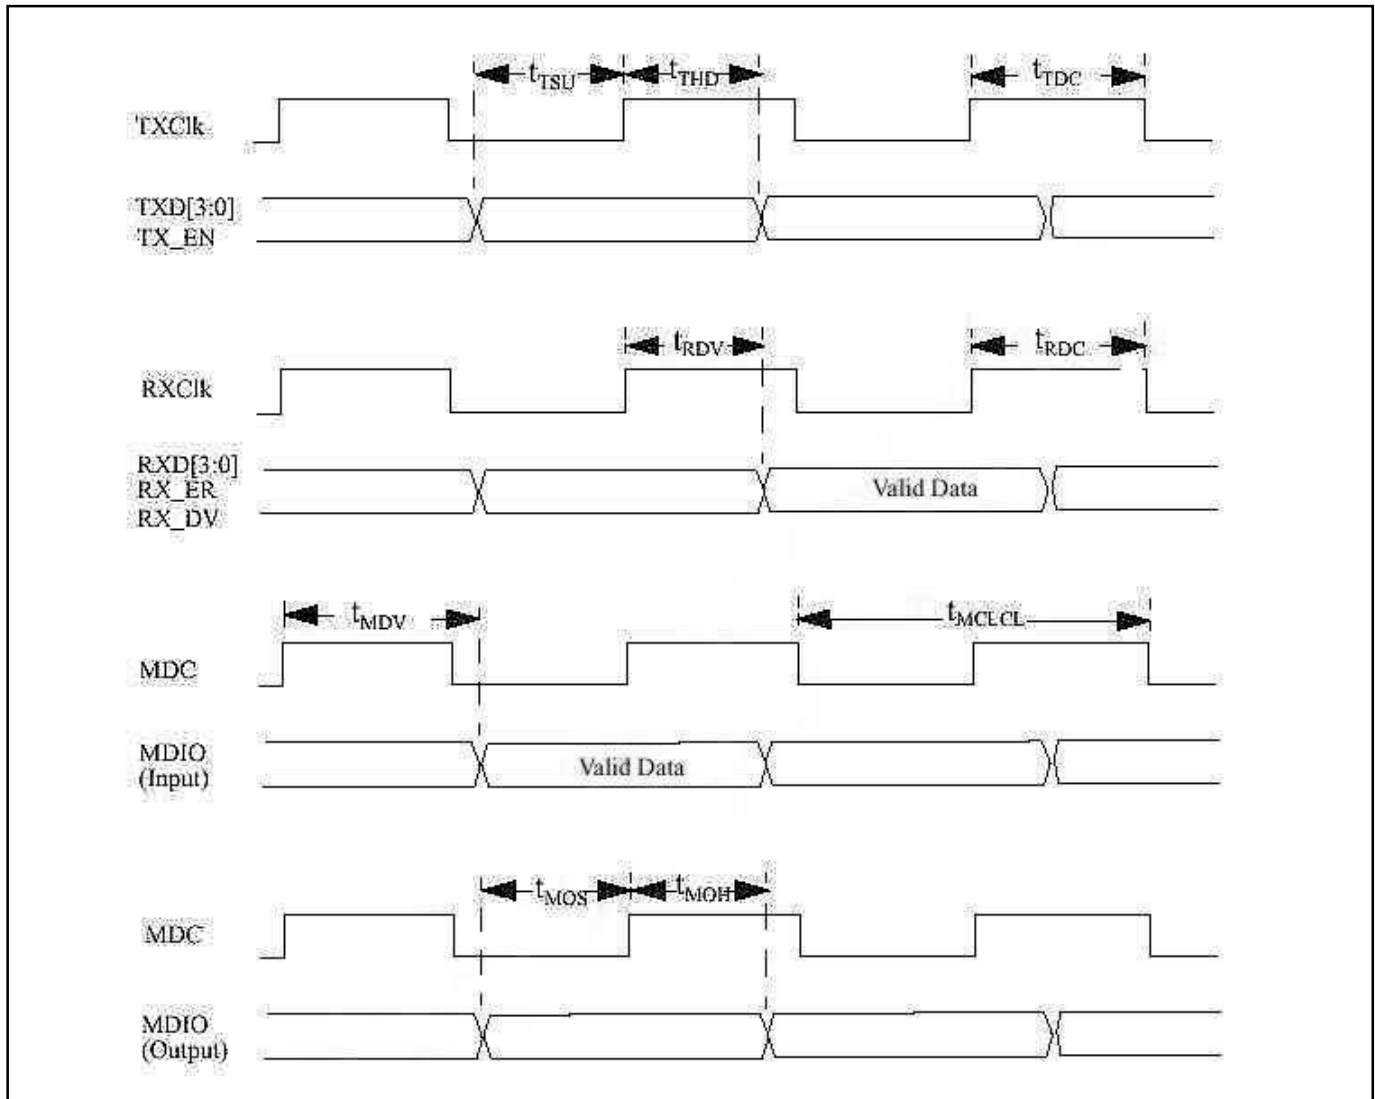 tTSU tTHD tTDC
TXClk
TXD[3:0]
TX_EN
tRDV tRDC
RXClk
RXD[3:0]
RX_ER
RX_DV
Valid Data
tMDV tMCLCL
MDC
MDIO
(Input)
Valid Data
tMOS tMOH
MDC
MDIO
(Output)